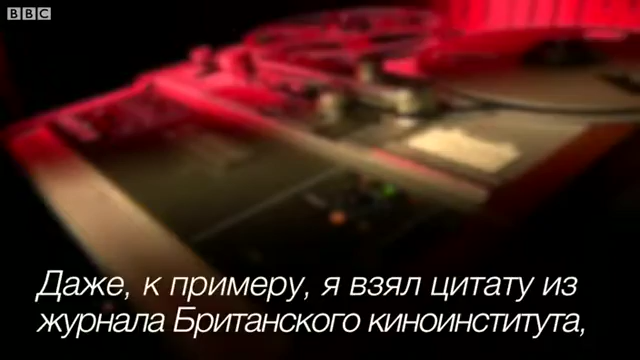 BBC
Даже, к примеру, я взял цитату из
журнала Британского киноинститута,